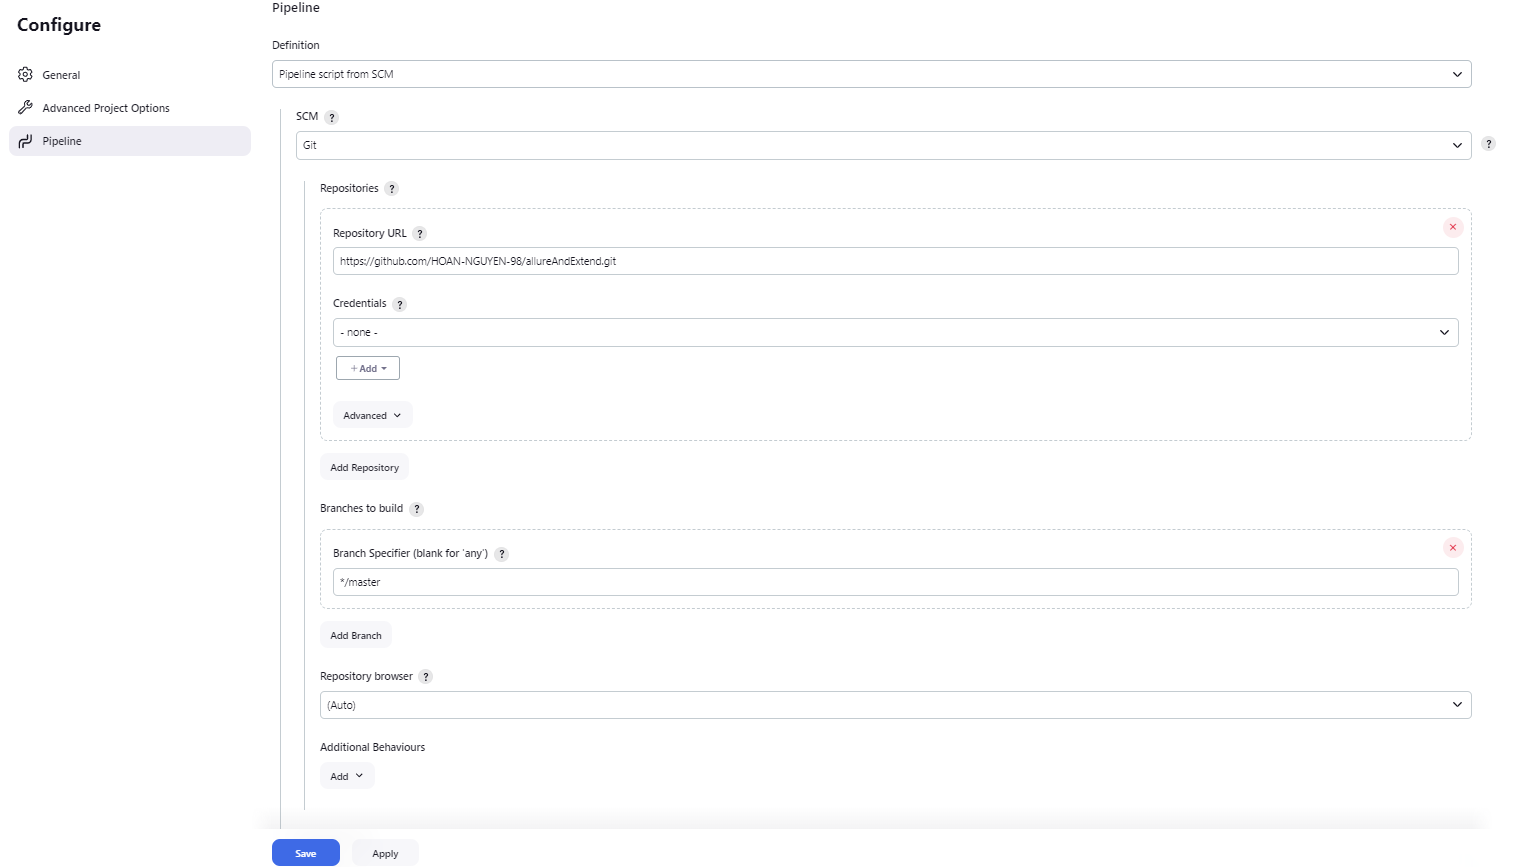 Configure
General
Advanced Project Options
Pipeline
Pipeline
Definition
Pipeline script from SCM
SCM ?
Git
?
Repositories ?
Repository URL ?
https://github.com/HOAN-NGUYEN-98/allureAndExtend.git
Credentials ?
- none -
+ Add
Advanced
Add Repository
Branches to build ?
Branch Specifier (blank for 'any') ?
*/master
Add Branch
Repository browser ?
(Auto)
Additional Behaviours
Add
Save Apply